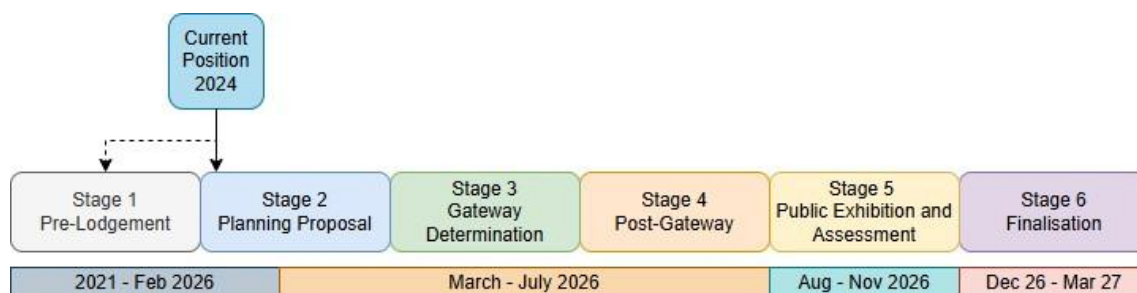 Current
Position
2024
Stage 1
Pre-Lodgement
Stage 2
Planning Proposal
Stage 3
Gateway
Determination
Stage 4
Post-Gateway
Stage 5
Public Exhibition and
Assessment
Stage 6
Finalisation
2021 - Feb 2026
March - July 2026
Aug - Nov 2026
Dec 26 - Mar 27